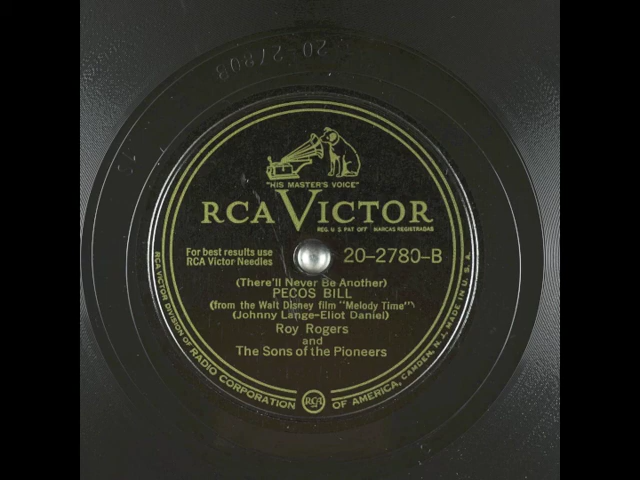 20-2780B
"HIS MASTER'S VOICE"
RCA VICTOR
REG. U S PAT OFF MARCAS REGISTRADAS
For best results use
RCA Victor Needles
20-2780-B
(There'll Never Be Another)
PECOS BILL
(from the Walt Disney film "Melody Time")
(Johnny Lange-Eliot Daniel)
Roy Rogers
and
The Sons of the Pioneers
RCA VICTOR DIVISION OF RADIO CORPORATION OF AMERICA, CAMDEN, N. J. MADE IN U. S. A.
RCA